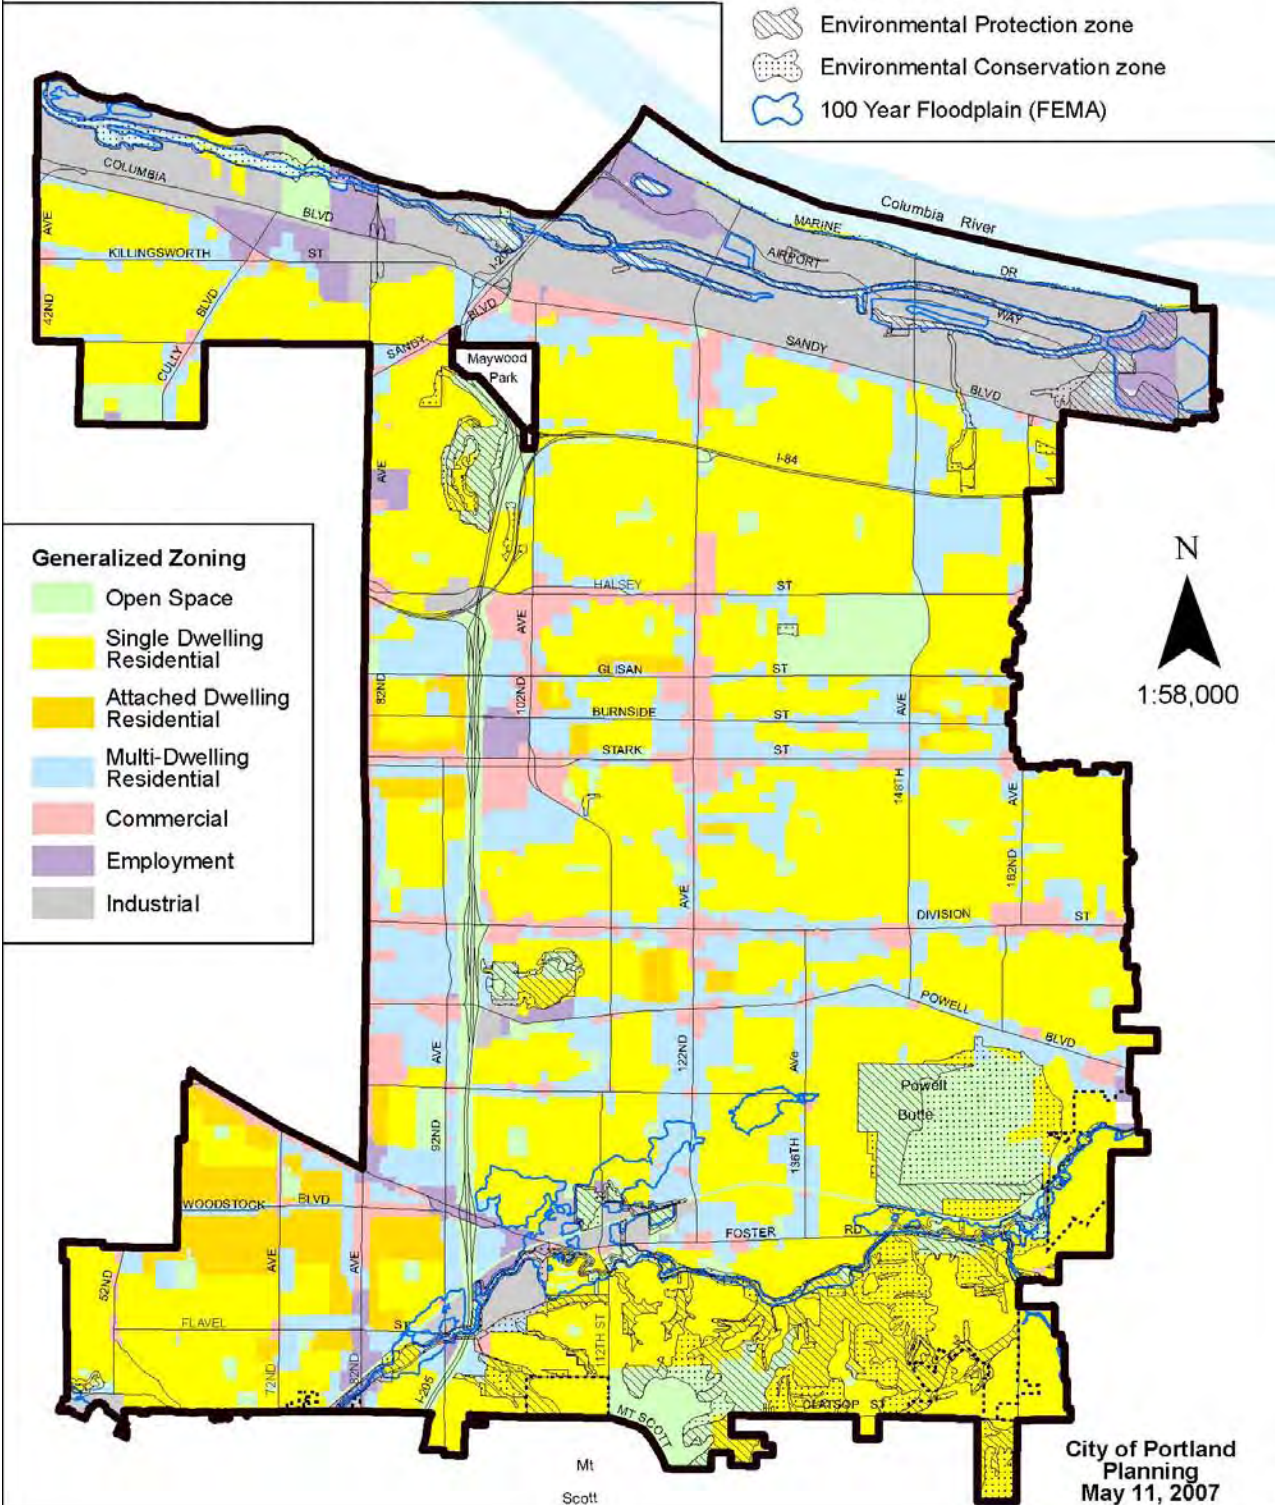 Environmental Protection zone
Environmental Conservation zone
100 Year Floodplain (FEMA)
Columbia River
MARINE
DR
AIRPORT
WAY
COLUMBIA
BLVD
42ND
AVE
KILLINGSWORTH
ST
I-205
CULLY
BLVD
SANDY
BLVD
SANDY
BLVD
Maywood
Park
AVE
I-84
Generalized Zoning
Open Space
Single Dwelling
Residential
Attached Dwelling
Residential
Multi-Dwelling
Residential
Commercial
Employment
Industrial
N
1:58,000
HALSEY
ST
AVE
GLISAN
ST
82ND
102ND
BURNSIDE
ST
AVE
STARK
ST
148TH
AVE
162ND
AVE
DIVISION
ST
POWELL
BLVD
AVE
122ND
AVe
Powell
Butte
92ND
136TH
WOODSTOCK
BLVD
FOSTER
RD
52ND
AVE
AVE
FLAVEL
ST
72ND
82ND
I-205
112TH ST
MT SCOTT
CLATSOP ST
Mt
Scott
City of Portland
Planning
May 11, 2007